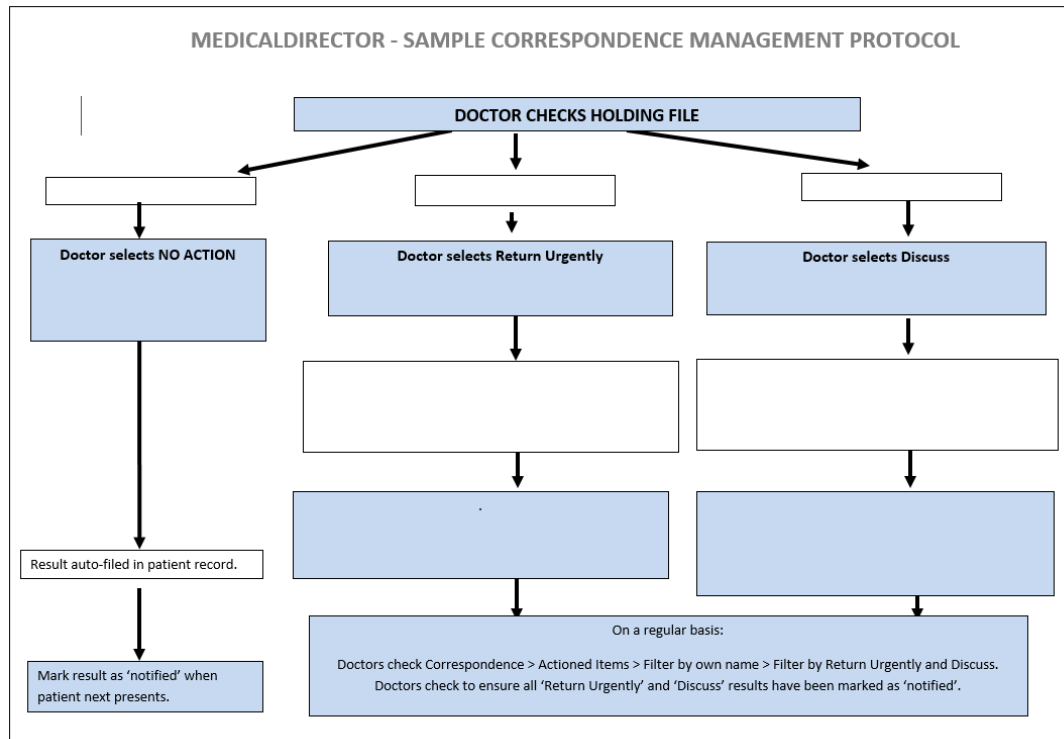 MEDICALDIRECTOR - SAMPLE CORRESPONDENCE MANAGEMENT PROTOCOL
DOCTOR CHECKS HOLDING FILE
Doctor selects NO ACTION
Doctor selects Return Urgently
Doctor selects Discuss
.
Result auto-filed in patient record.
Mark result as ‘notified’ when
patient next presents.
On a regular basis:
Doctors check Correspondence > Actioned Items > Filter by own name > Filter by Return Urgently and Discuss.
Doctors check to ensure all ‘Return Urgently’ and ‘Discuss’ results have been marked as ‘notified’.